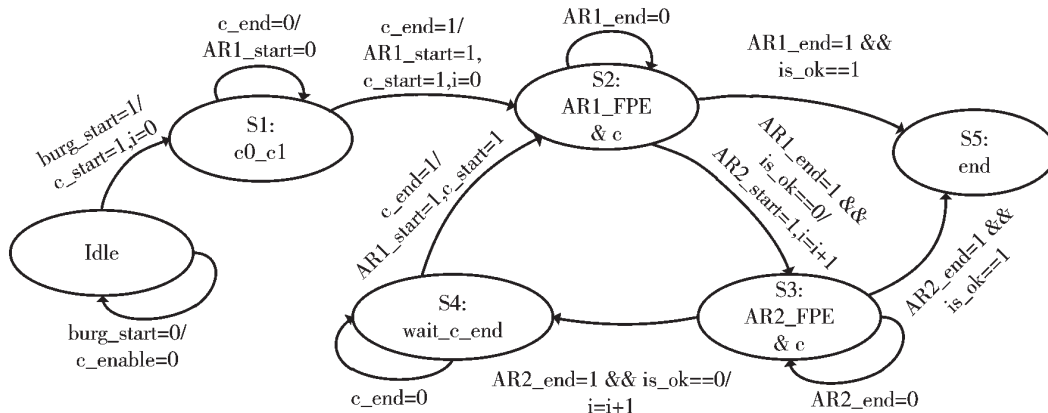 c_end=0/
AR1_start=0
c_end=1/
AR1_start=1,
c_start=1,i=0
AR1_end=0
AR1_end=1 &&
is_ok==1
burg_start=1/
c_start=1,i=0
S1:
c0_c1
S2:
AR1_FPE
& c
S5:
end
c_end=1/
AR1_start=1,c_start=1
AR1_end=1 &&
is_ok==0/
AR2_start=1,i=i+1
Idle
burg_start=0/
c_enable=0
S4:
wait_c_end
c_end=0
S3:
AR2_FPE
& c
AR2_end=1 &&
is_ok==1
AR2_end=1 && is_ok==0/
i=i+1
AR2_end=0